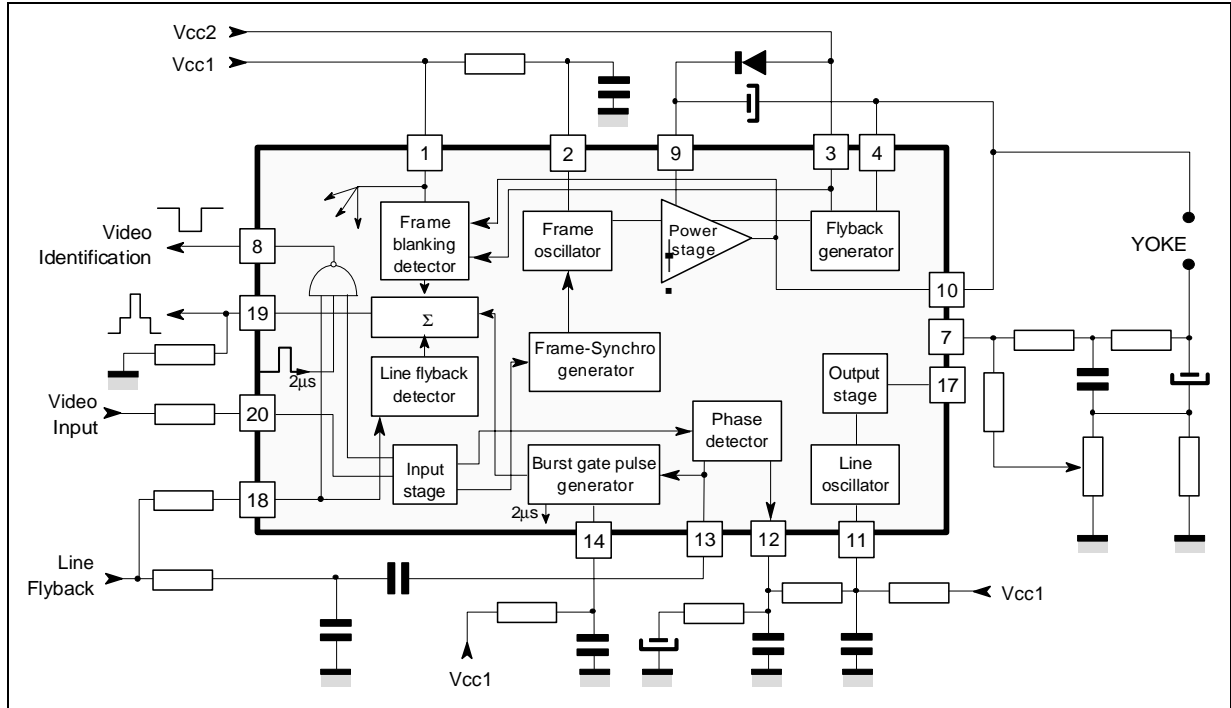 Vcc2
Vcc1
1
2
9
3
4
Video
Identification
8
Frame
blanking
detector
Frame
oscillator
Power
stage
Flyback
generator
YOKE
10
19
Σ
7
2µs
Line flyback
detector
Frame-Synchro
generator
Output
stage
17
Video
Input
20
Phase
detector
Input
stage
Burst gate pulse
generator
Line
oscillator
18
2µs
14
13
12
11
Line
Flyback
Vcc1
Vcc1